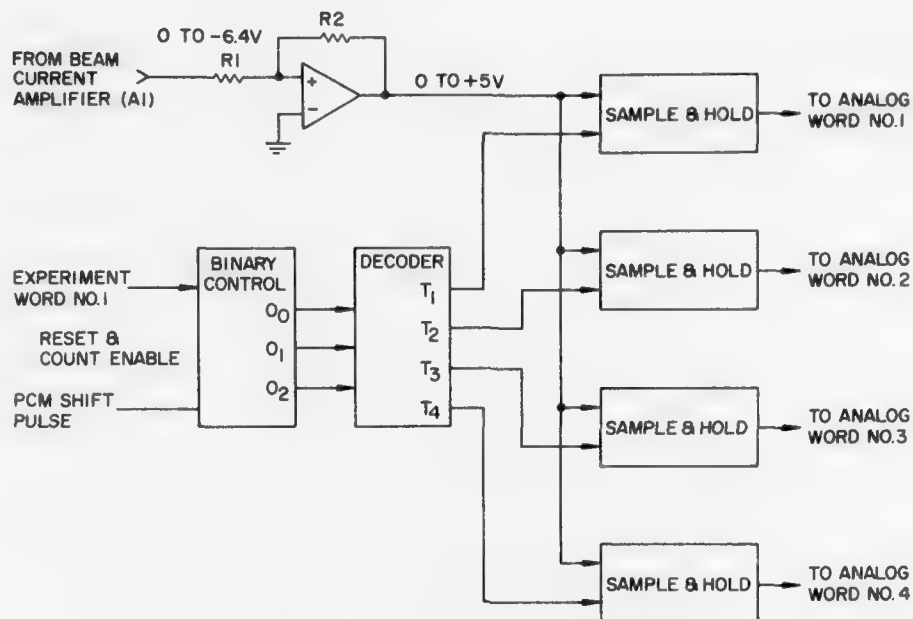 R2
0 TO -6.4V
R1
FROM BEAM
CURRENT
AMPLIFIER (A1)
+
−
0 TO +5V
SAMPLE & HOLD
TO ANALOG
WORD NO.1
BINARY
CONTROL
DECODER
EXPERIMENT
WORD NO.1
RESET &
COUNT ENABLE
PCM SHIFT
PULSE
O0
O1
O2
T1
T2
T3
T4
SAMPLE & HOLD
TO ANALOG
WORD NO.2
SAMPLE & HOLD
TO ANALOG
WORD NO.3
SAMPLE & HOLD
TO ANALOG
WORD NO.4